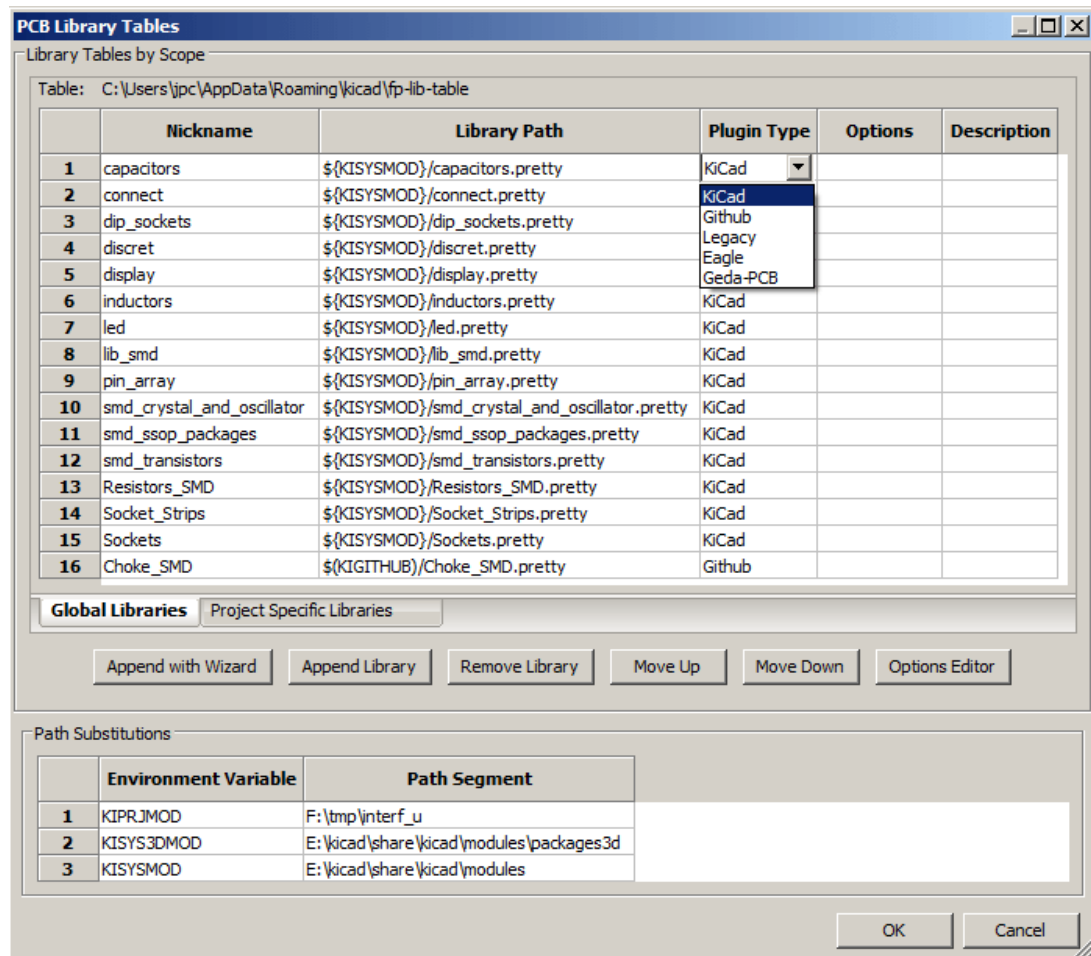 PCB Library Tables
Library Tables by Scope
Table: C:\Users\jpc\AppData\Roaming\kicad\fp-lib-table
Nickname Library Path Plugin Type Options Description
1 capacitors ${KISYSMOD}/capacitors.pretty KiCad
2 connect ${KISYSMOD}/connect.pretty KiCad
3 dip_sockets ${KISYSMOD}/dip_sockets.pretty Github
4 discret ${KISYSMOD}/discret.pretty Legacy
5 display ${KISYSMOD}/display.pretty Eagle
Geda-PCB
6 inductors ${KISYSMOD}/inductors.pretty KiCad
7 led ${KISYSMOD}/led.pretty KiCad
8 lib_smd ${KISYSMOD}/lib_smd.pretty KiCad
9 pin_array ${KISYSMOD}/pin_array.pretty KiCad
10 smd_crystal_and_oscillator ${KISYSMOD}/smd_crystal_and_oscillator.pretty KiCad
11 smd_ssop_packages ${KISYSMOD}/smd_ssop_packages.pretty KiCad
12 smd_transistors ${KISYSMOD}/smd_transistors.pretty KiCad
13 Resistors_SMD ${KISYSMOD}/Resistors_SMD.pretty KiCad
14 Socket_Strips ${KISYSMOD}/Socket_Strips.pretty KiCad
15 Sockets ${KISYSMOD}/Sockets.pretty KiCad
16 Choke_SMD $(KIGITHUB)/Choke_SMD.pretty Github
Global Libraries Project Specific Libraries
Append with Wizard Append Library Remove Library Move Up Move Down Options Editor
Path Substitutions
Environment Variable Path Segment
1 KIPRJMOD F:\tmp\interf_u
2 KISYS3DMOD E:\kicad\share\kicad\modules\packages3d
3 KISYSMOD E:\kicad\share\kicad\modules
OK Cancel